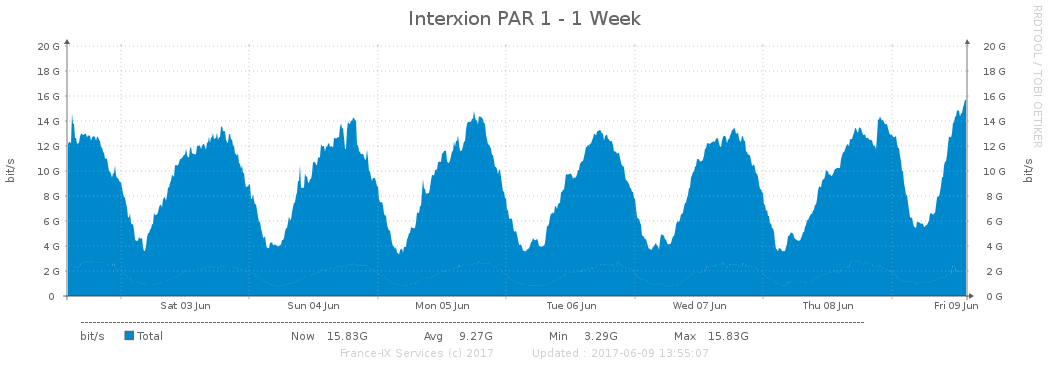 Interxion PAR 1 - 1 Week
RRDTOOL / TOBI OETIKER
20 G 20 G
18 G 18 G
16 G 16 G
14 G 14 G
12 G 12 G
10 G 10 G
8 G 8 G
6 G 6 G
4 G 4 G
2 G 2 G
0 0 G
bit/s
bit/s
Sat 03 Jun Sun 04 Jun Mon 05 Jun Tue 06 Jun Wed 07 Jun Thu 08 Jun Fri 09 Jun
bit/s Total Now 15.83G Avg 9.27G Min 3.29G Max 15.83G
France-IX Services (c) 2017 Updated : 2017-06-09 13:55:07